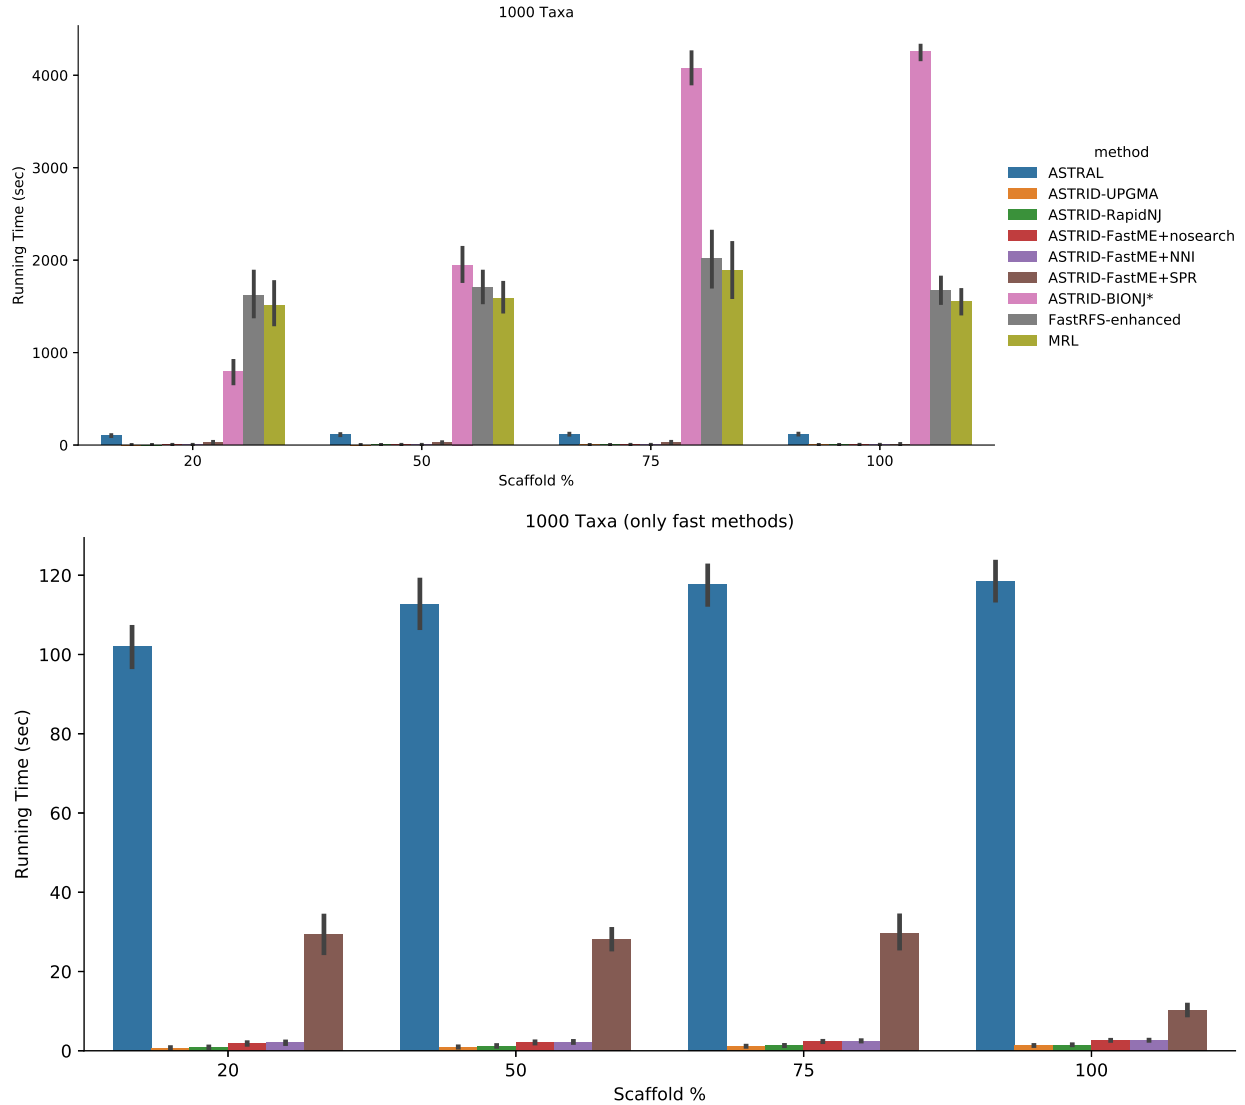 1000 Taxa
Running Time (sec)
4000
3000
2000
1000
0
20
50
75
100
Scaffold %
method
ASTRAL
ASTRID-UPGMA
ASTRID-RapidNJ
ASTRID-FastME+nosearch
ASTRID-FastME+NNI
ASTRID-FastME+SPR
ASTRID-BIONJ*
FastRFS-enhanced
MRL
1000 Taxa (only fast methods)
Running Time (sec)
120
100
80
60
40
20
0
20
50
75
100
Scaffold %